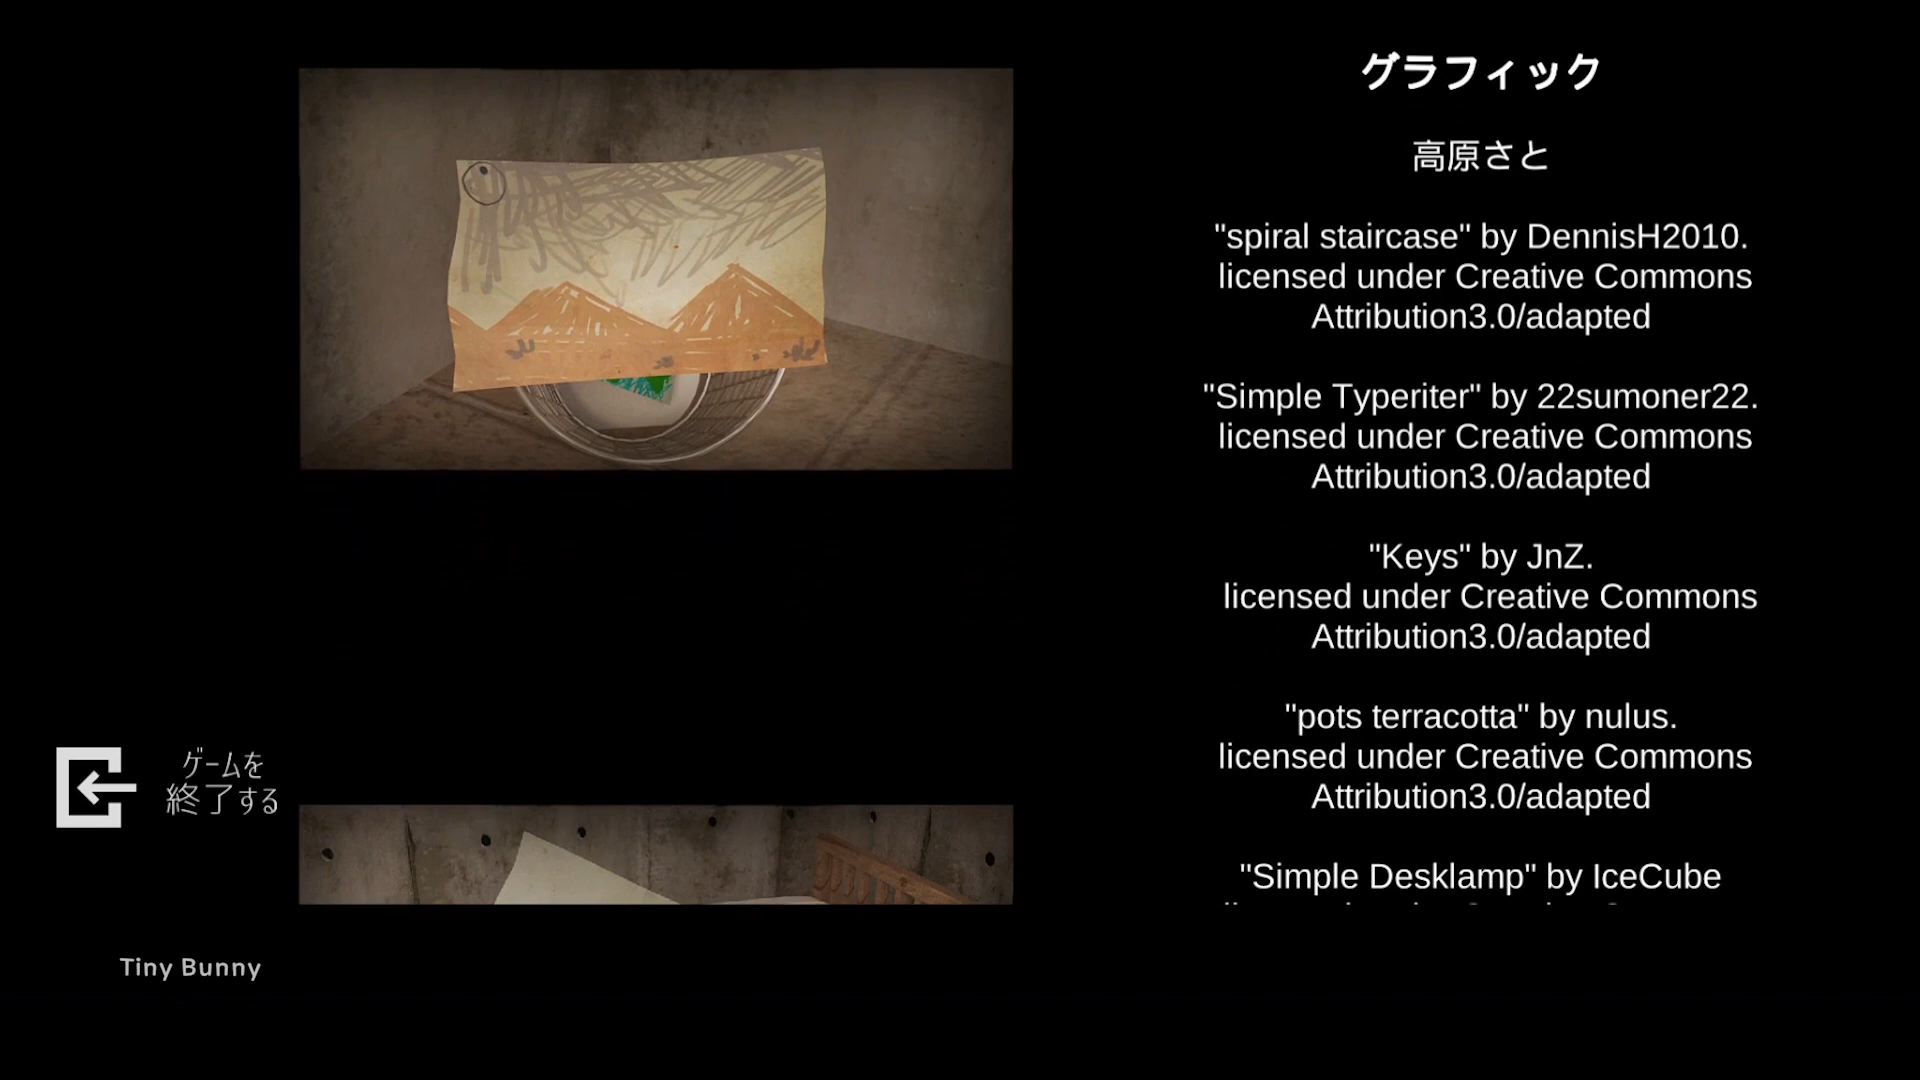 グラフィック
高原さと
"spiral staircase" by DennisH2010.
licensed under Creative Commons
Attribution3.0/adapted
"Simple Typeriter" by 22sumoner22.
licensed under Creative Commons
Attribution3.0/adapted
"Keys" by JnZ.
licensed under Creative Commons
Attribution3.0/adapted
"pots terracotta" by nulus.
licensed under Creative Commons
Attribution3.0/adapted
"Simple Desklamp" by IceCube
ゲームを
終了する
Tiny Bunny